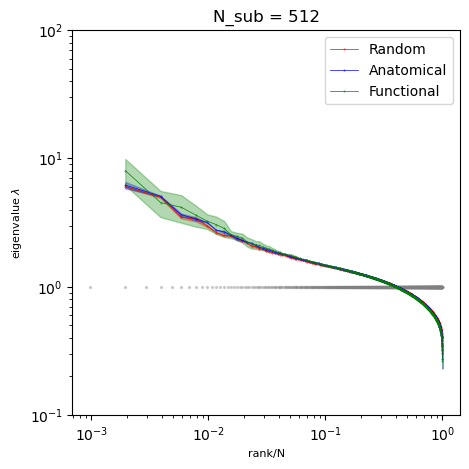 N_sub = 512
Random
Anatomical
Functional
eigenvalue λ
10²
10¹
10⁰
10⁻¹
10⁻³
10⁻²
10⁻¹
10⁰
rank/N